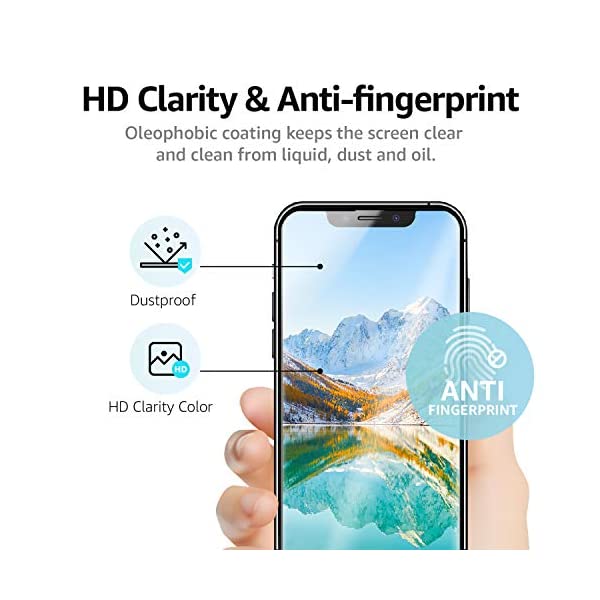 HD Clarity & Anti-fingerprint
Oleophobic coating keeps the screen clear
and clean from liquid, dust and oil.
Dustproof
HD
HD Clarity Color
ANTI
FINGERPRINT